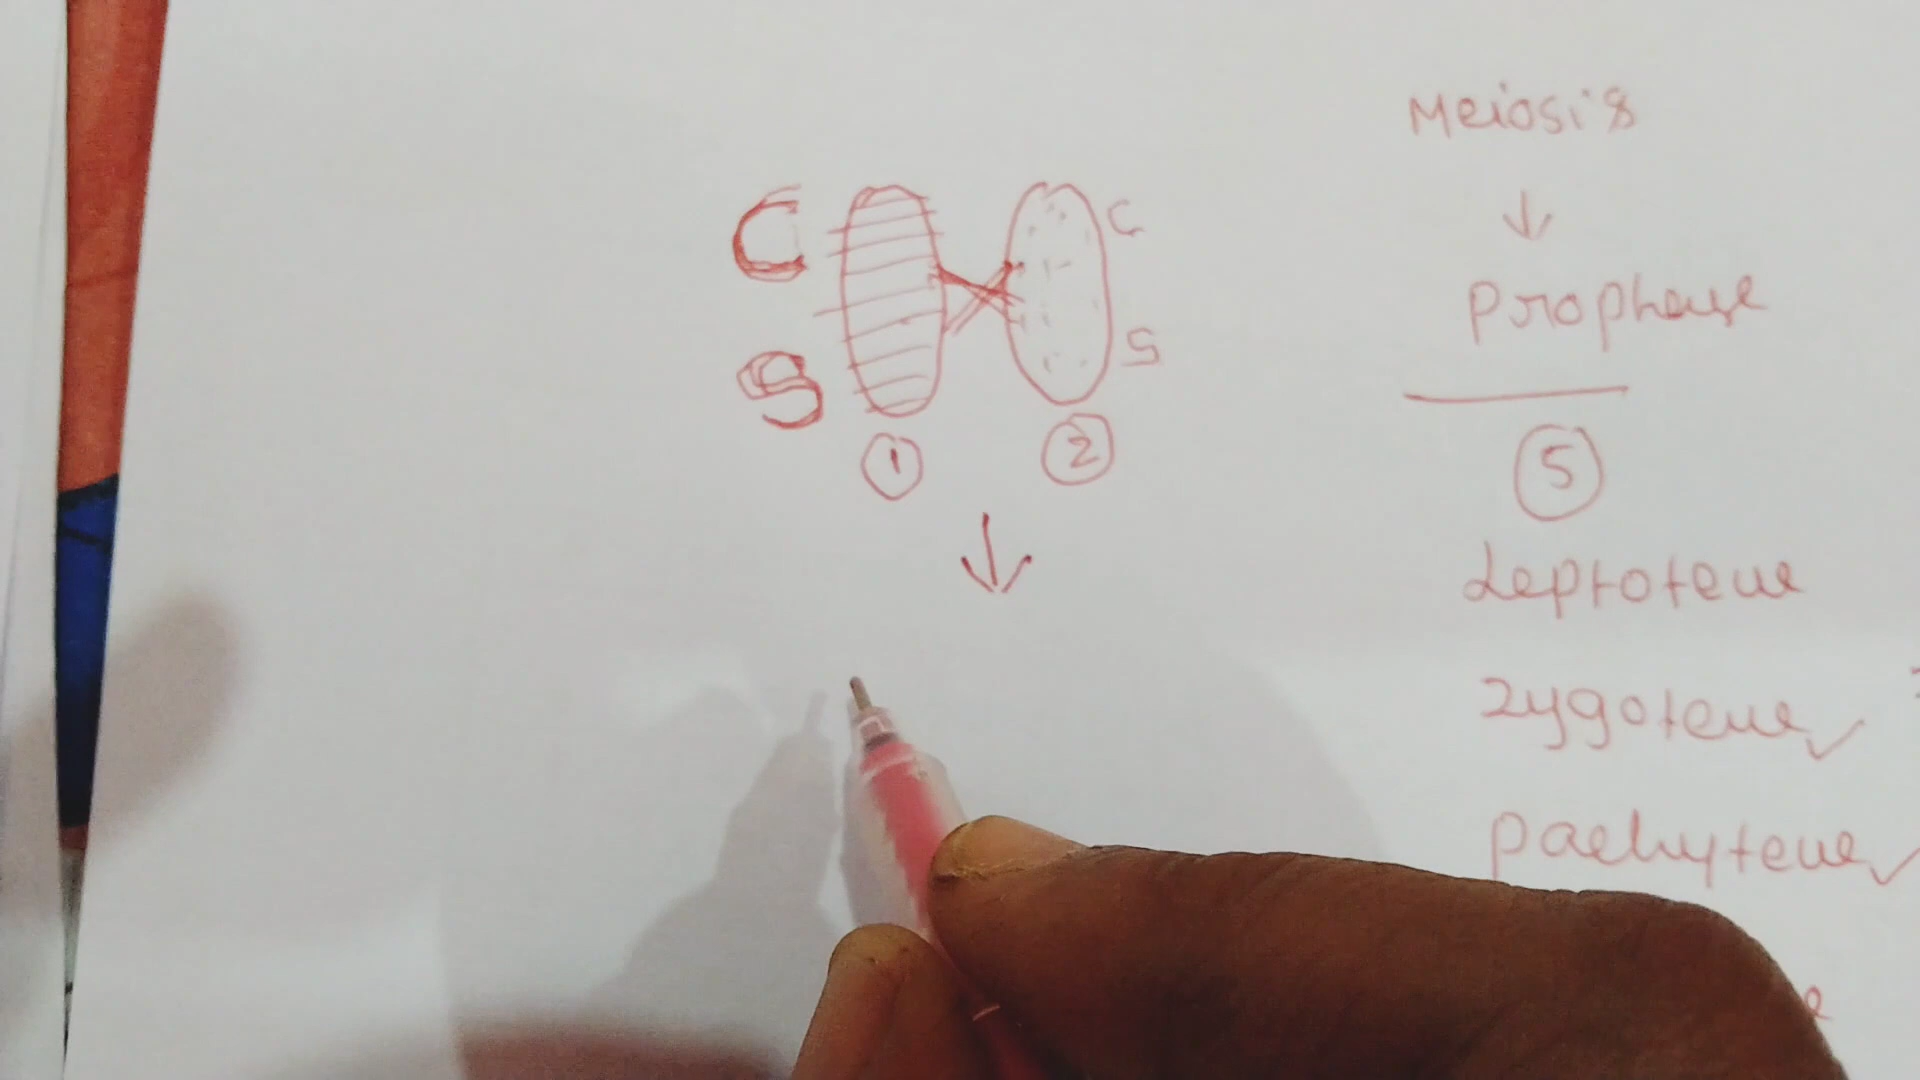 C
S
C
S
1
2
Meiosis
Prophase
5
Leptotene
Zygotene
Pachytene